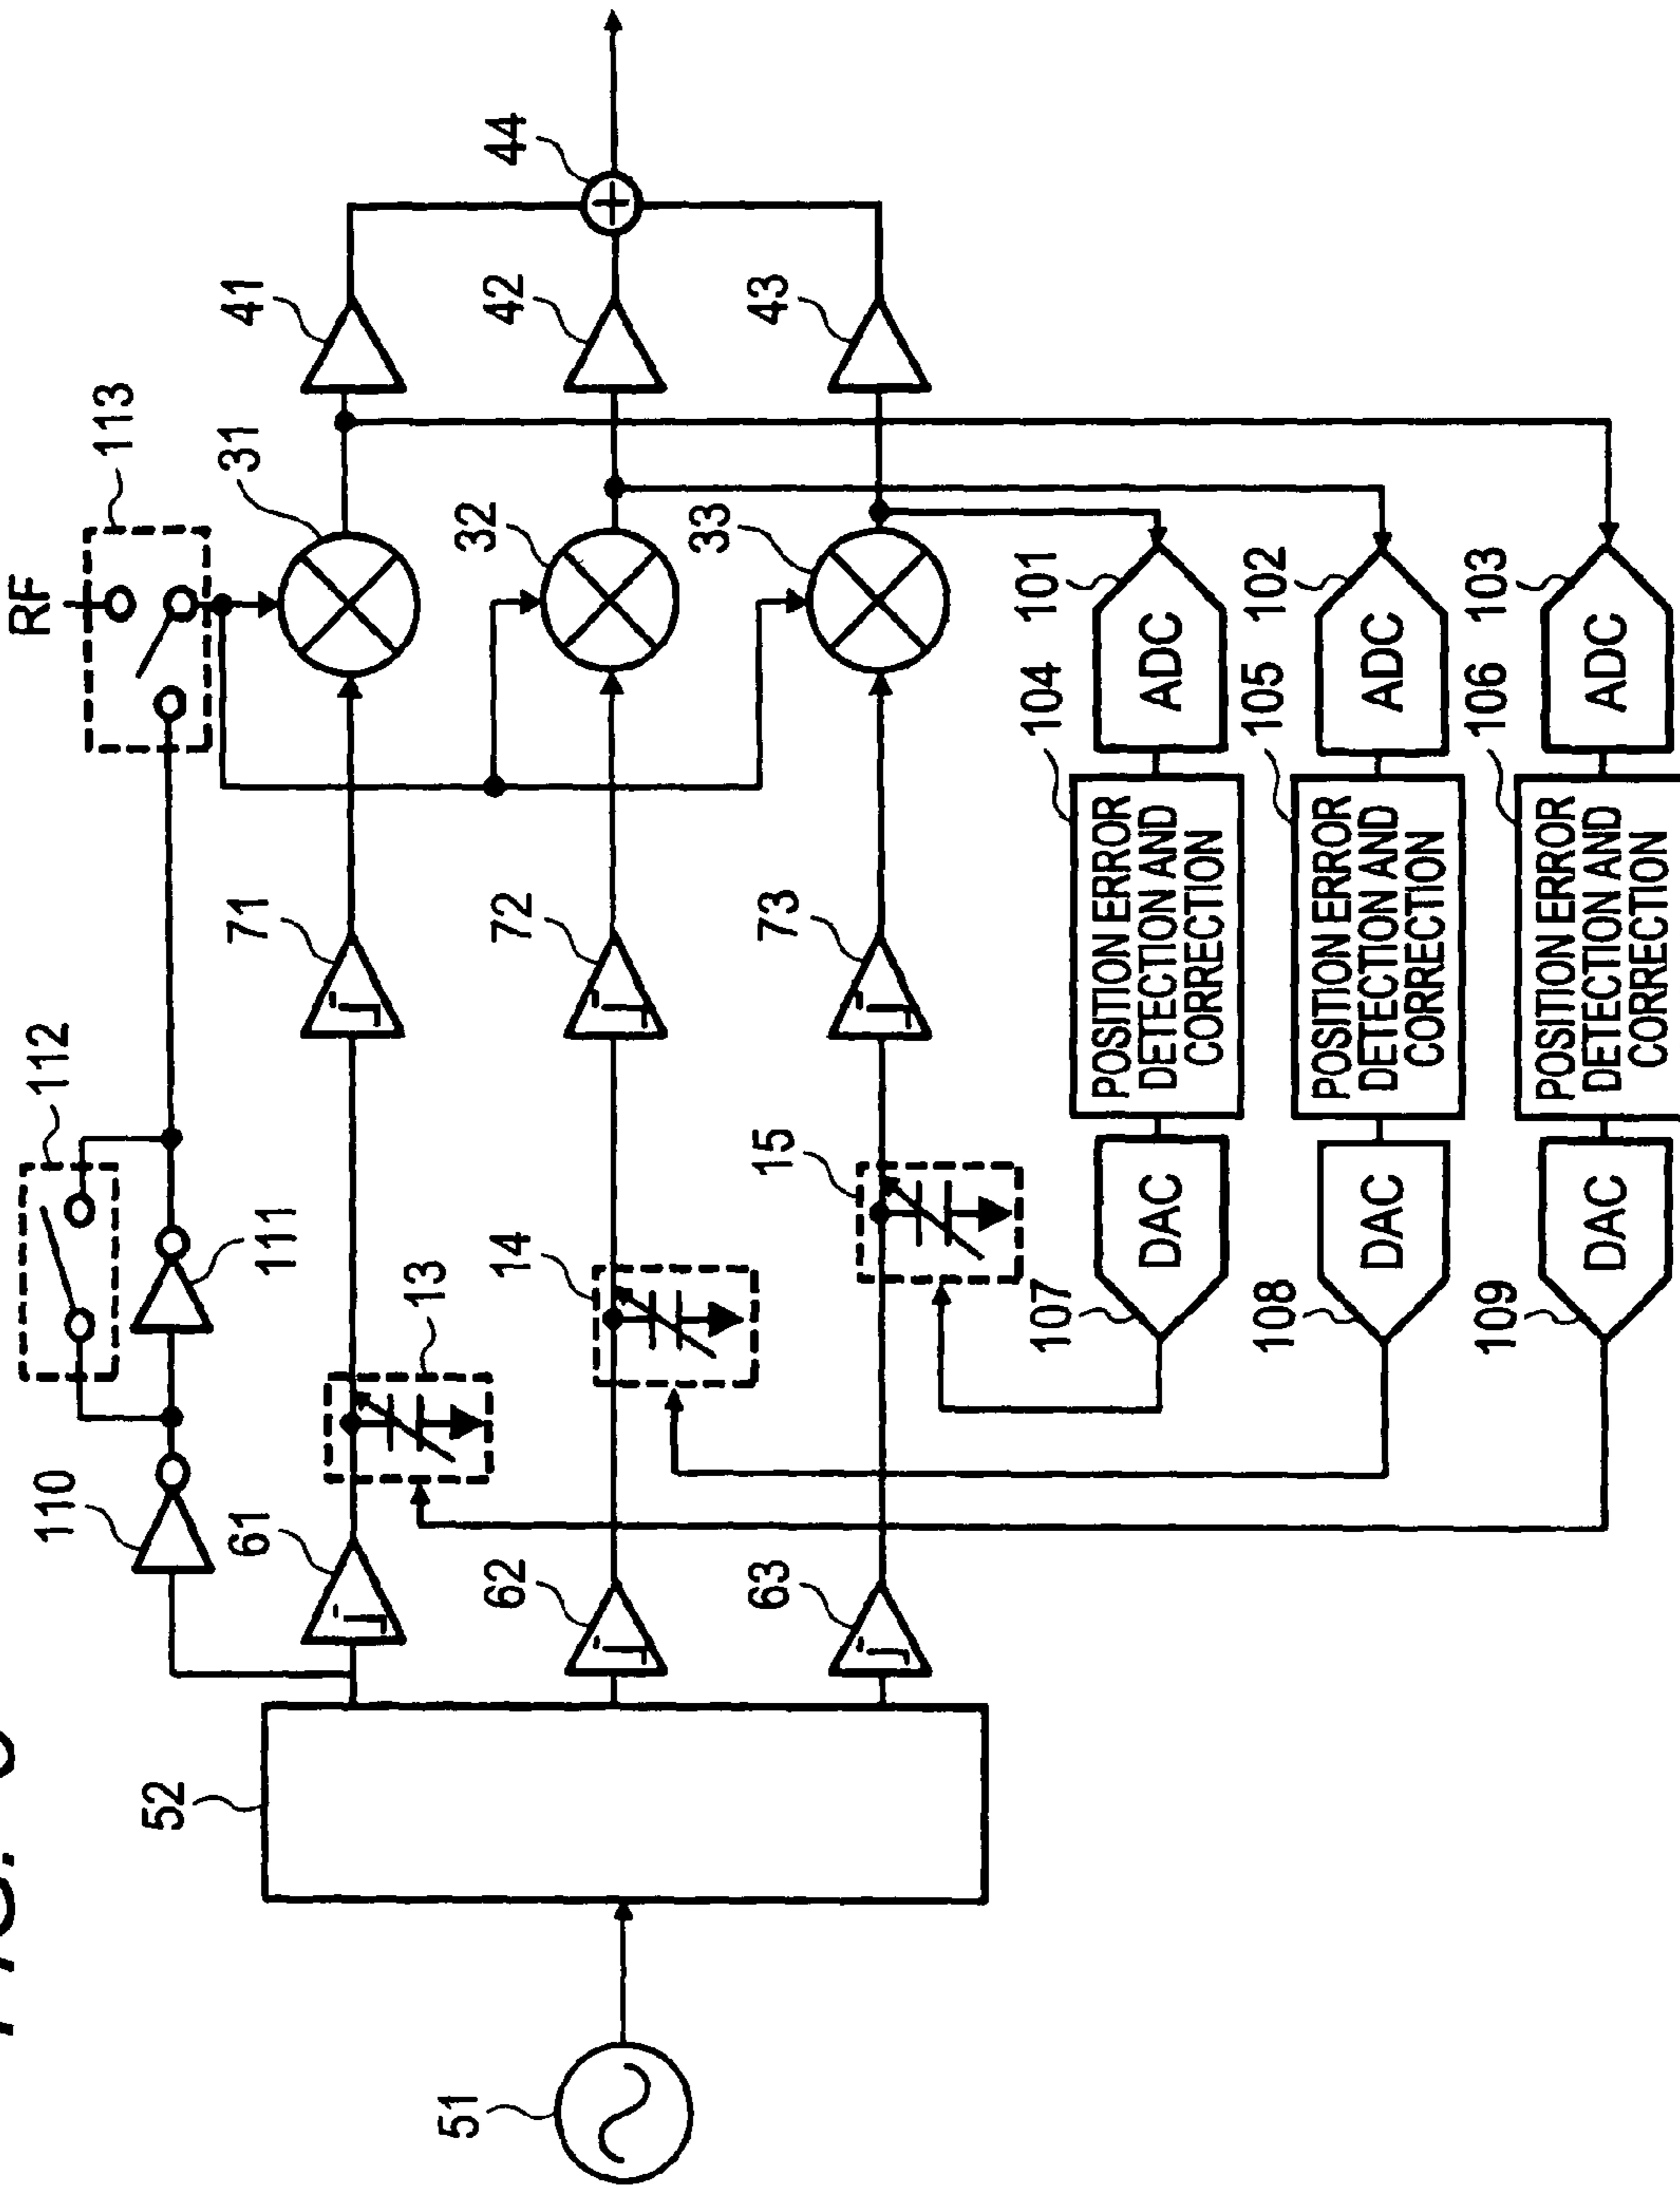 RF
110
112
113
52
61
111
71
31
41
13
44
51
62
14
72
32
42
63
15
73
33
43
107
104
101
DAC
POSITION ERROR
DETECTION AND
CORRECTION
ADC
108
105
102
DAC
POSITION ERROR
DETECTION AND
CORRECTION
ADC
109
106
103
DAC
POSITION ERROR
DETECTION AND
CORRECTION
ADC